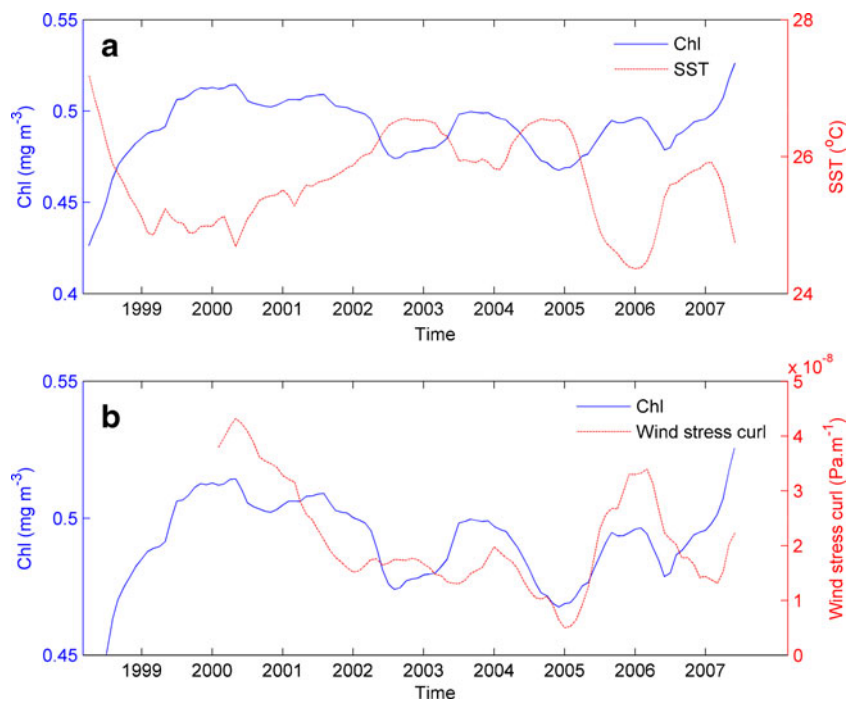 a
Chl
SST
0.55
0.5
0.45
0.4
Chl (mg m⁻³)
28
26
24
SST (⁰C)
1999 2000 2001 2002 2003 2004 2005 2006 2007
Time
b
Chl
Wind stress curl
0.55
0.5
0.45
Chl (mg m⁻³)
x 10⁻⁸
5
4
3
2
1
0
Wind stress curl (Pa.m⁻¹)
1999 2000 2001 2002 2003 2004 2005 2006 2007
Time